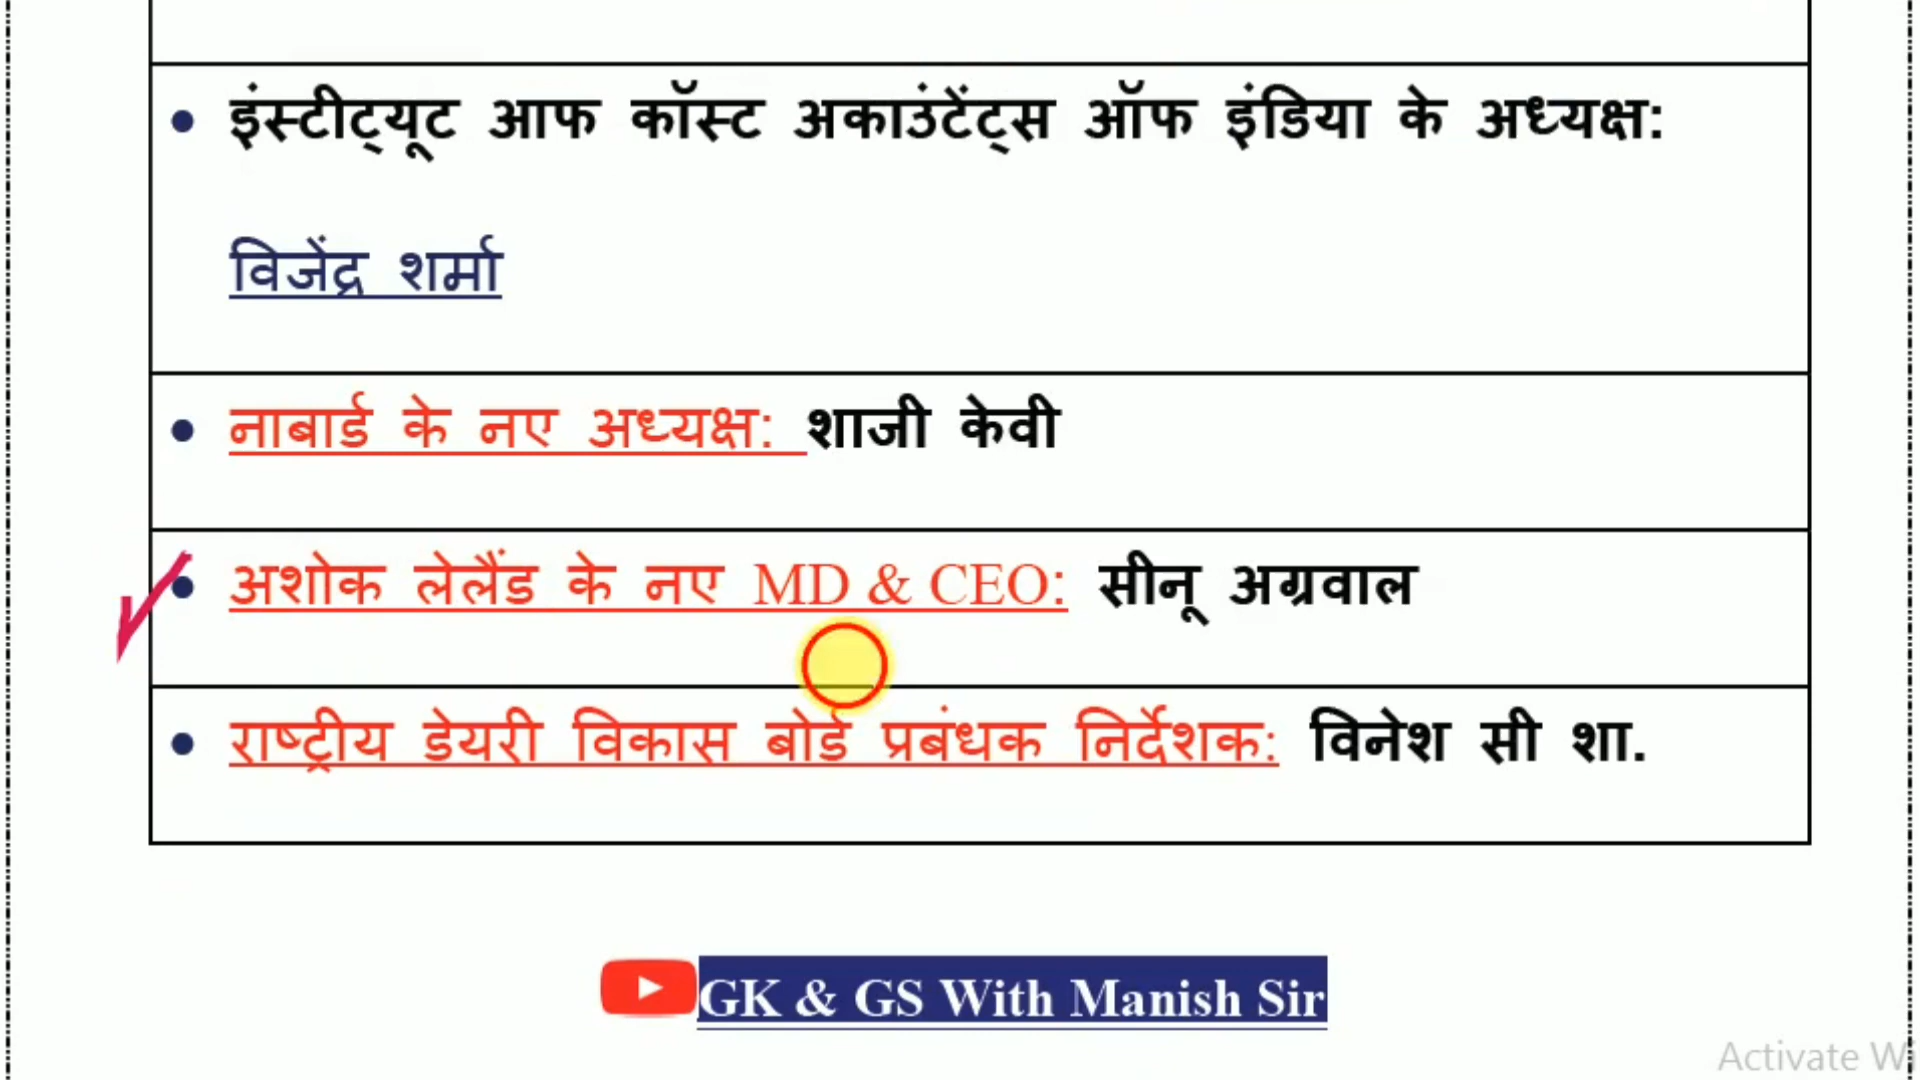 इंस्टीट्यूट आफ कॉस्ट अकाउंटेंट्स ऑफ इंडिया के अध्यक्ष:
विजेंद्र शर्मा
नाबार्ड के नए अध्यक्ष: शाजी केवी
अशोक लेलैंड के नए MD & CEO: सीनू अग्रवाल
राष्ट्रीय डेयरी विकास बोर्ड प्रबंधक निर्देशक: विनेश सी शा.
GK & GS With Manish Sir
Activate